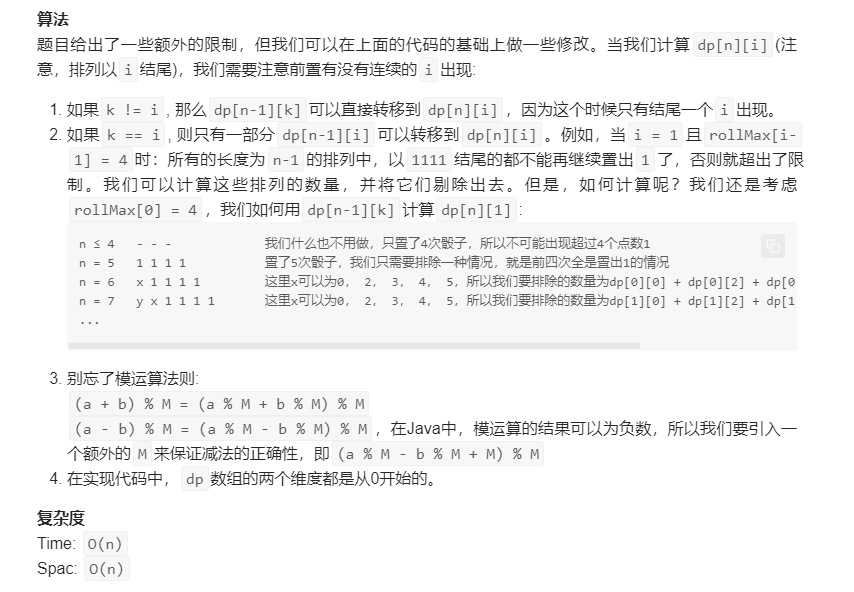 算法
题目给出了一些额外的限制，但我们可以在上面的代码的基础上做一些修改。当我们计算 dp[n][i] (注
意，排列以 i 结尾)，我们需要注意前置有没有连续的 i 出现:
1. 如果 k != i , 那么 dp[n-1][k] 可以直接转移到 dp[n][i] ，因为这个时候只有结尾一个 i 出现。
2. 如果 k == i , 则只有一部分 dp[n-1][i] 可以转移到 dp[n][i] 。例如，当 i = 1 且 rollMax[i-
1] = 4 时：所有的长度为 n-1 的排列中，以 1111 结尾的都不能再继续置出 1 了，否则就超出了限
制。我们可以计算这些排列的数量，并将它们剔除出去。但是，如何计算呢？我们还是考虑
rollMax[0] = 4 ，我们如何用 dp[n-1][k] 计算 dp[n][1] :
n ≤ 4 - - - 我们什么也不用做，只置了4次骰子，所以不可能出现超过4个点数1
n = 5 1 1 1 1 置了5次骰子，我们只需要排除一种情况，就是前四次全是置出1的情况
n = 6 x 1 1 1 1 这里x可以为0， 2， 3， 4， 5，所以我们要排除的数量为dp[0][0] + dp[0][2] + dp[0
n = 7 y x 1 1 1 1 这里x可以为0， 2， 3， 4， 5，所以我们要排除的数量为dp[1][0] + dp[1][2] + dp[1
...
3. 别忘了模运算法则:
(a + b) % M = (a % M + b % M) % M
(a - b) % M = (a % M - b % M) % M ，在Java中，模运算的结果可以为负数，所以我们要引入一
个额外的 M 来保证减法的正确性，即 (a % M - b % M + M) % M
4. 在实现代码中， dp 数组的两个维度都是从0开始的。
复杂度
Time: O(n)
Spac: O(n)